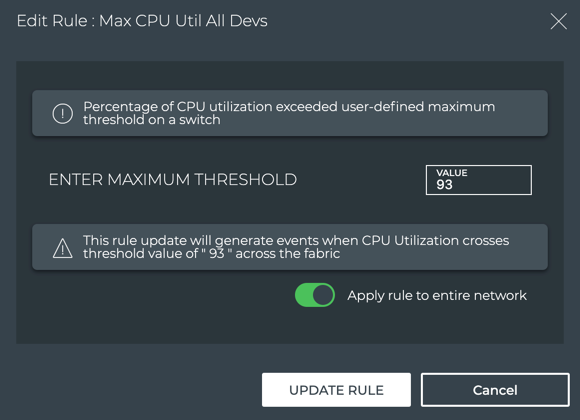 Edit Rule : Max CPU Util All Devs
Percentage of CPU utilization exceeded user-defined maximum
threshold on a switch
ENTER MAXIMUM THRESHOLD
VALUE
93
This rule update will generate events when CPU Utilization crosses
threshold value of " 93 " across the fabric
Apply rule to entire network
UPDATE RULE
Cancel